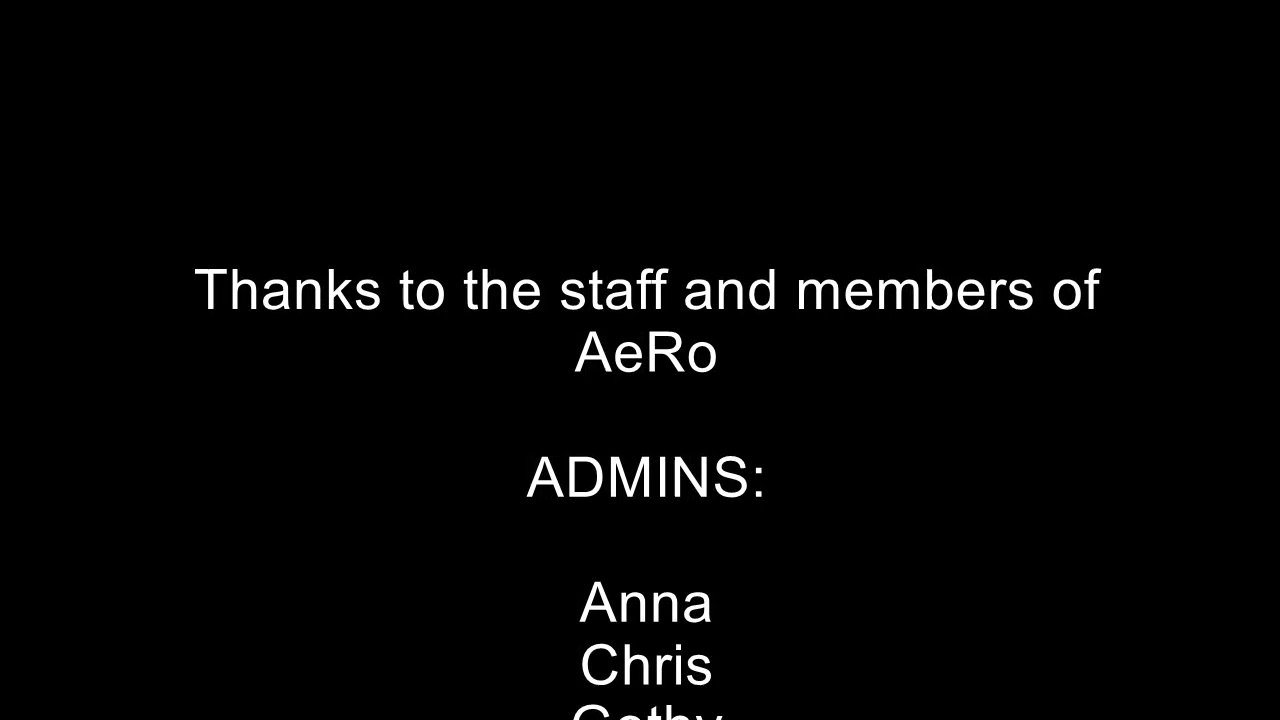 Thanks to the staff and members of
AeRo
ADMINS:
Anna
Chris